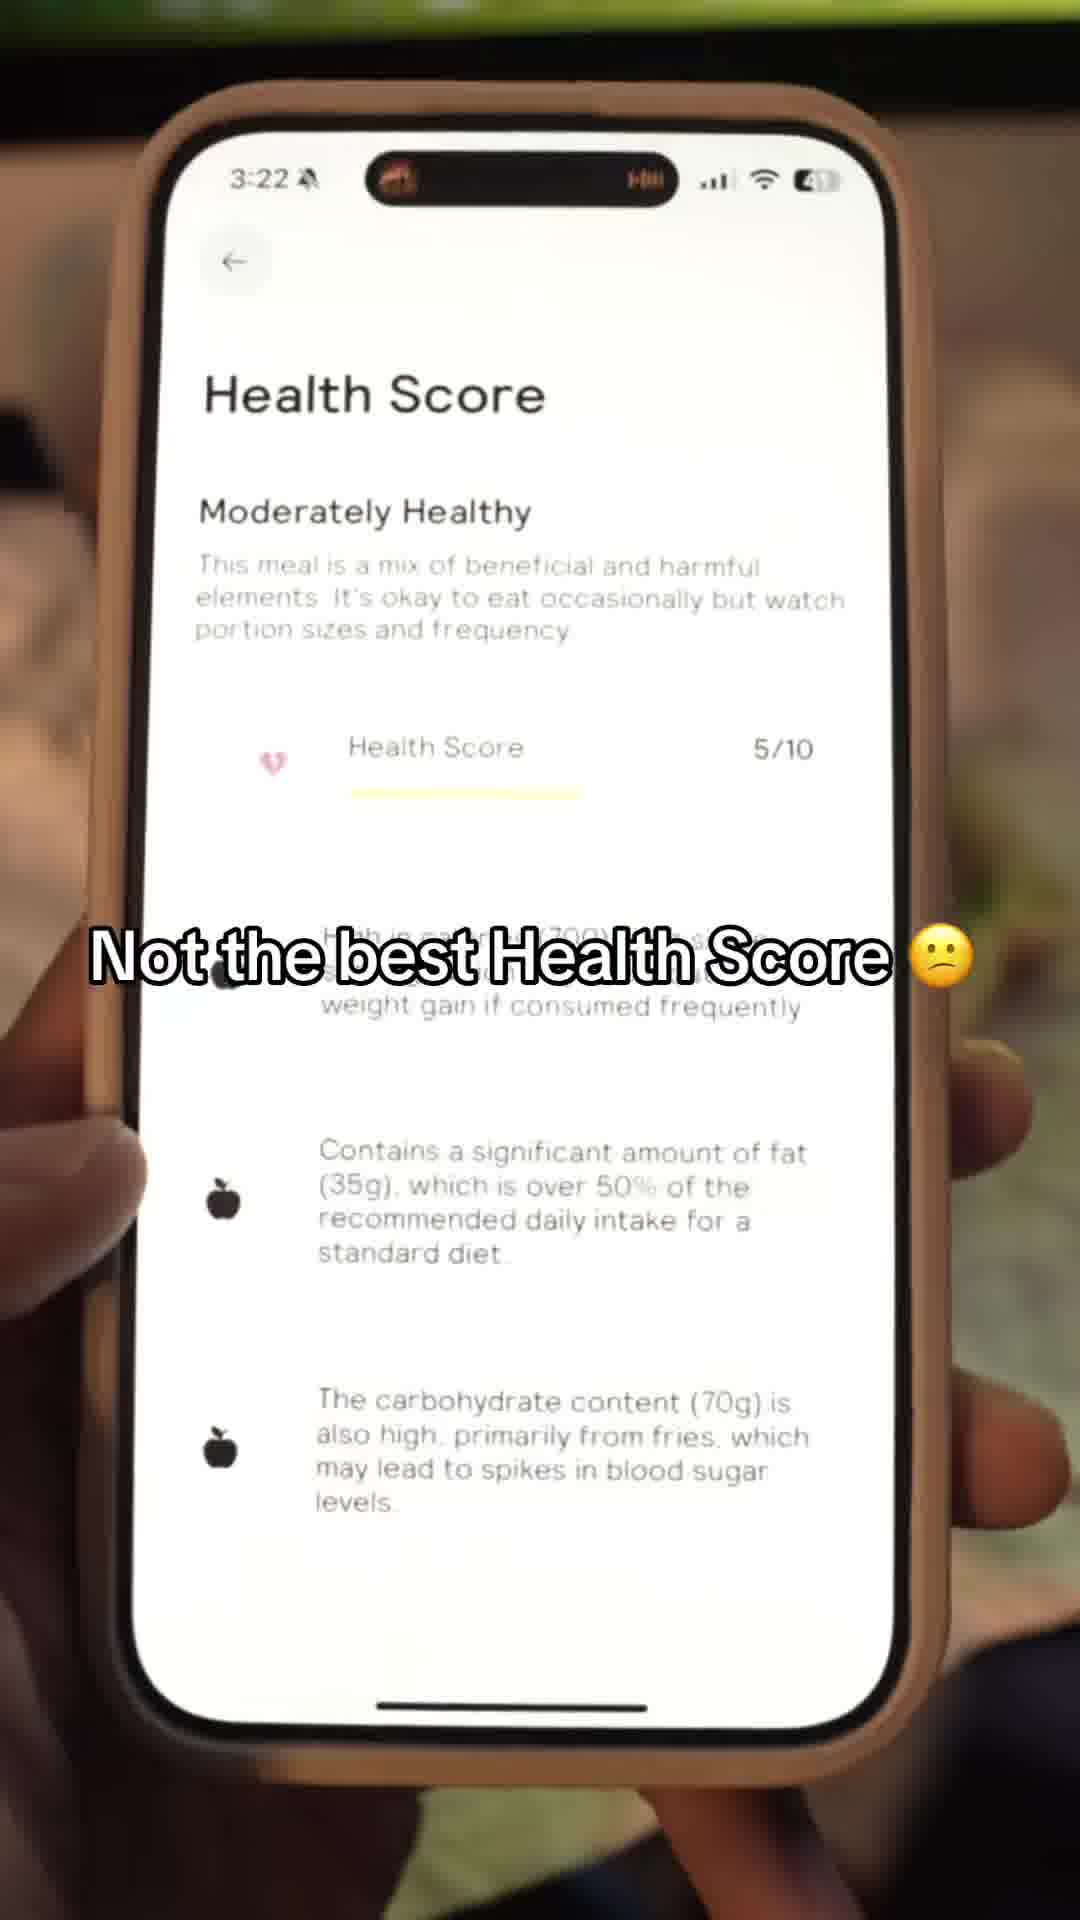 3:22
Health Score
Moderately Healthy
This meal is a mix of beneficial and harmful
elements. It's okay to eat occasionally but watch
portion sizes and frequency
Health Score 5/10
High in (700)
Not the best Health Score 😕
weight gain if consumed frequently
Contains a significant amount of fat
(35g), which is over 50% of the
recommended daily intake for a
standard diet.
The carbohydrate content (70g) is
also high, primarily from fries, which
may lead to spikes in blood sugar
levels.